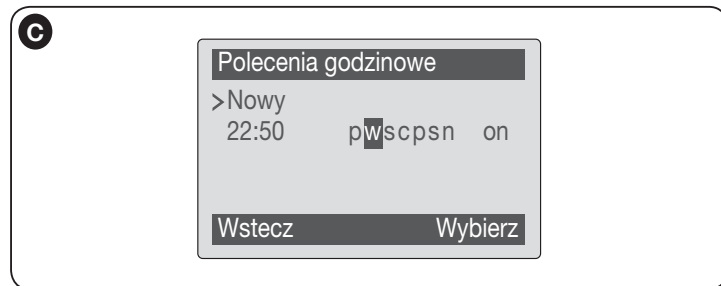 C
Polecenia godzinowe
>Nowy
22:50 pwscpsn on
Wstecz Wybierz